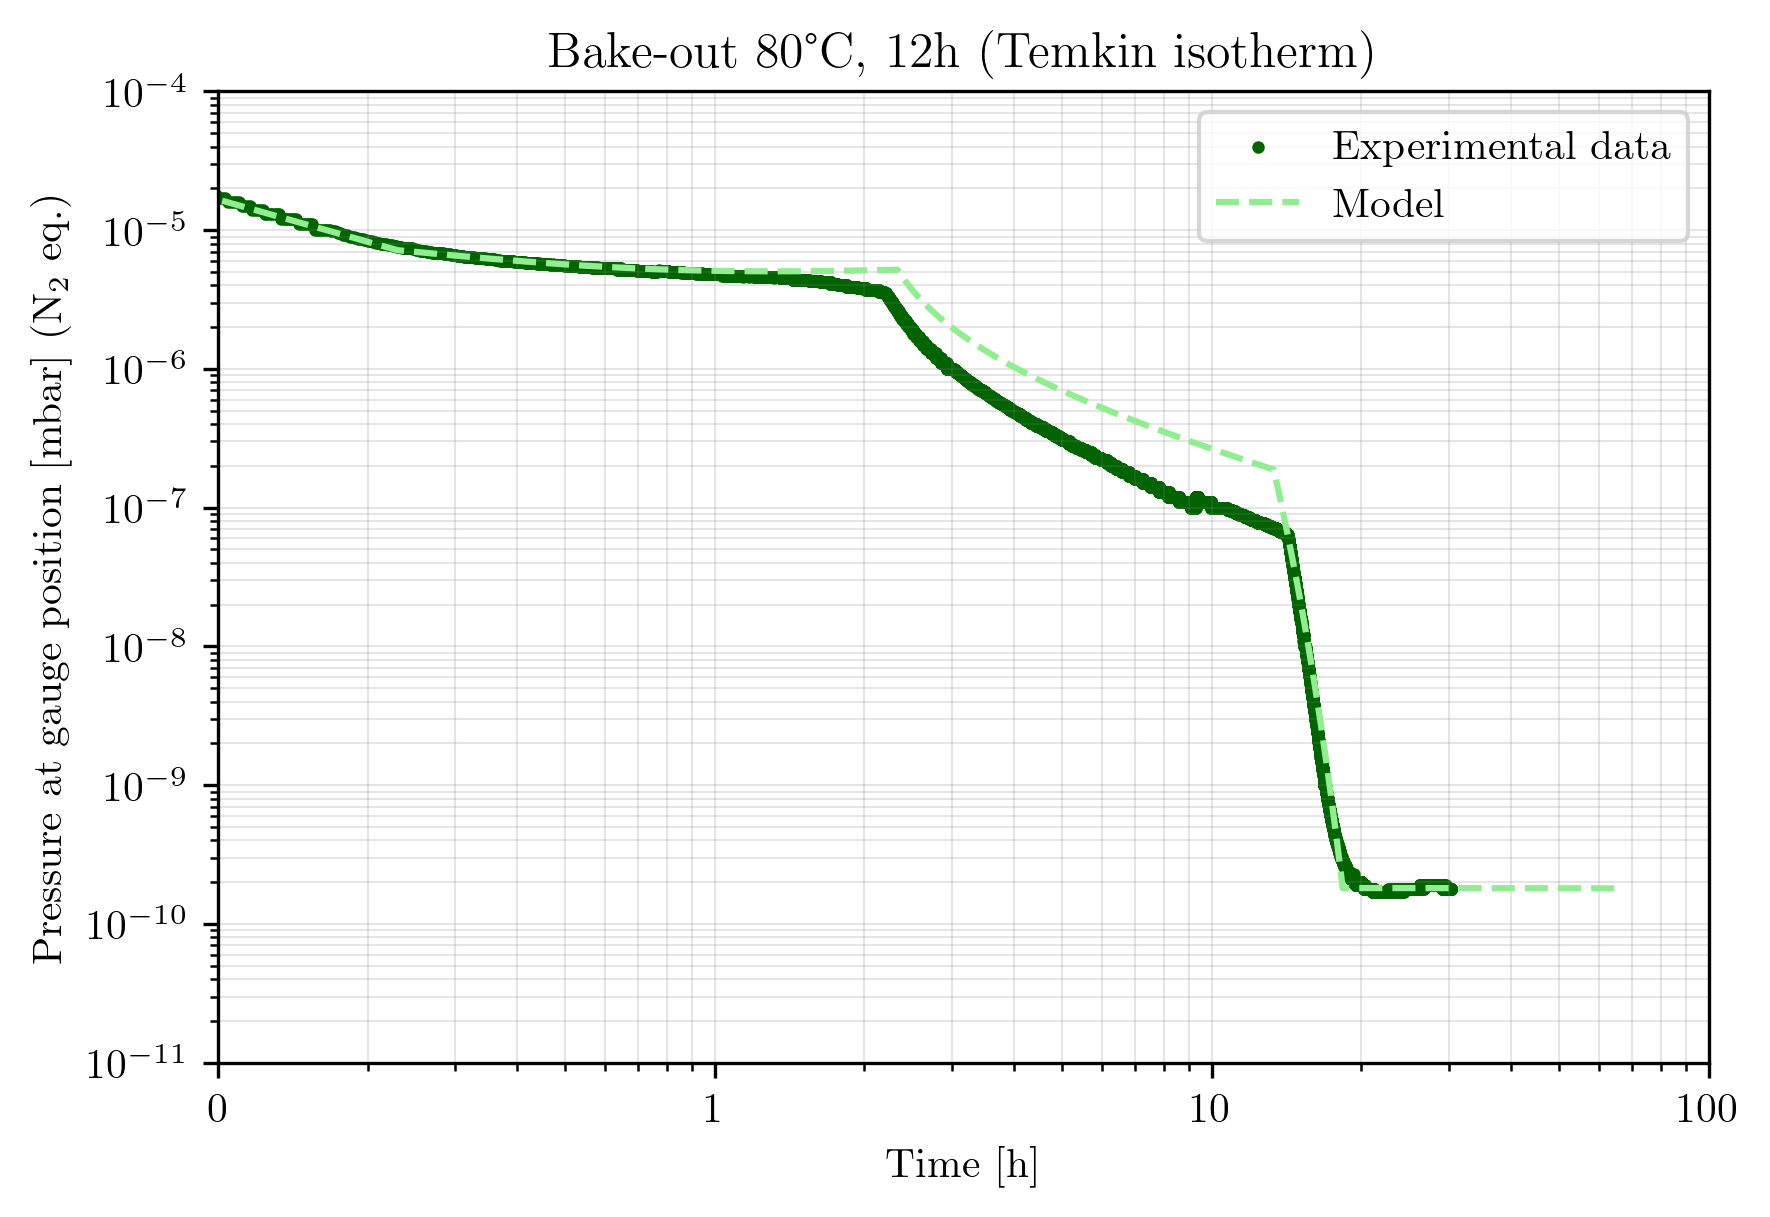 Bake-out 80°C, 12h (Temkin isotherm)
Experimental data
Model
Pressure at gauge position [mbar] (N₂ eq.)
10⁻⁴
10⁻⁵
10⁻⁶
10⁻⁷
10⁻⁸
10⁻⁹
10⁻¹⁰
10⁻¹¹
0 1 10 100
Time [h]